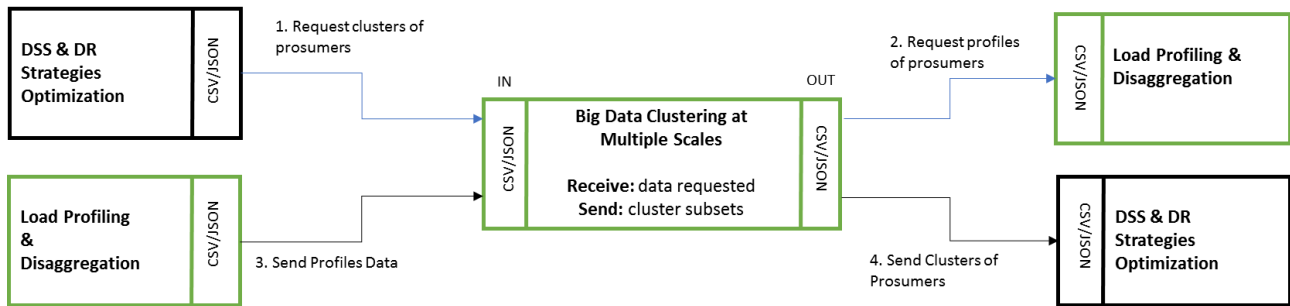 DSS & DR
Strategies
Optimization
CSV/JSON
1. Request clusters of
prosumers
Load Profiling
&
Disaggregation
CSV/JSON
3. Send Profiles Data
IN
OUT
CSV/JSON
Big Data Clustering at
Multiple Scales
Receive: data requested
Send: cluster subsets
CSV/JSON
2. Request profiles
of prosumers
CSV/JSON
Load Profiling &
Disaggregation
4. Send Clusters of
Prosumers
CSV/JSON
DSS & DR
Strategies
Optimization